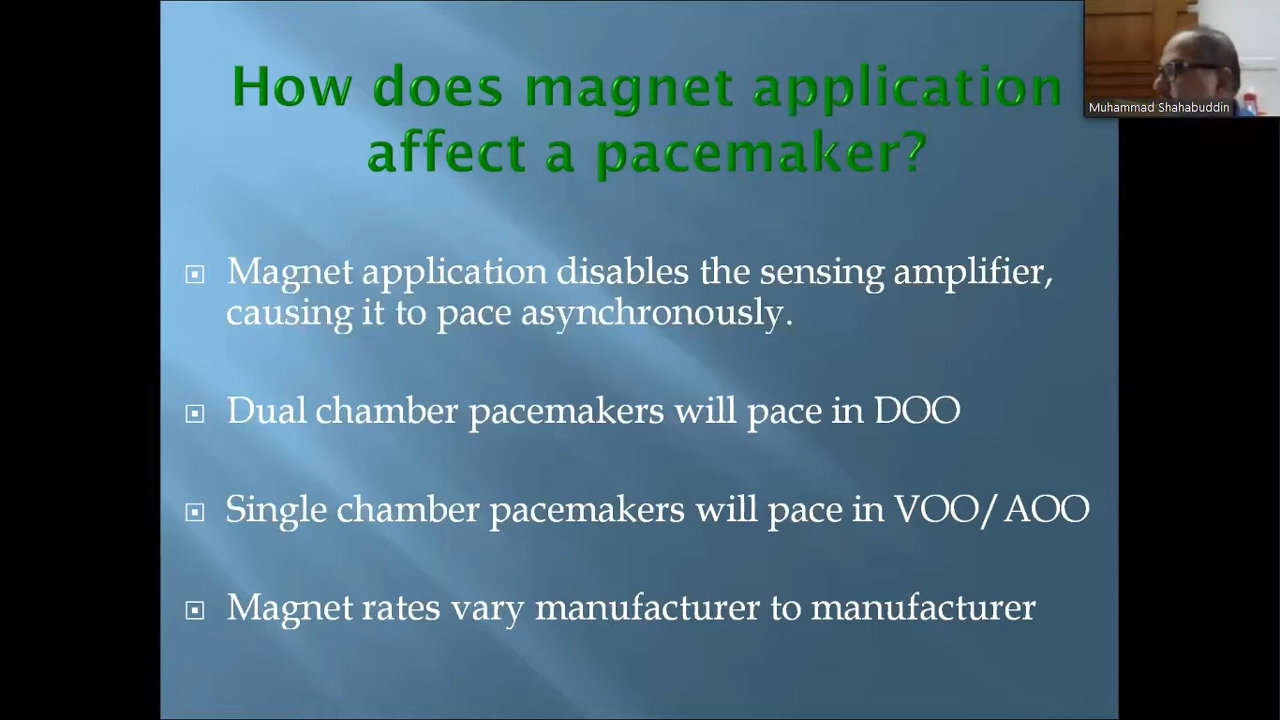 How does magnet application
affect a pacemaker?
Muhammad Shahabuddin
Magnet application disables the sensing amplifier,
causing it to pace asynchronously.
Dual chamber pacemakers will pace in DOO
Single chamber pacemakers will pace in VOO/AOO
Magnet rates vary manufacturer to manufacturer